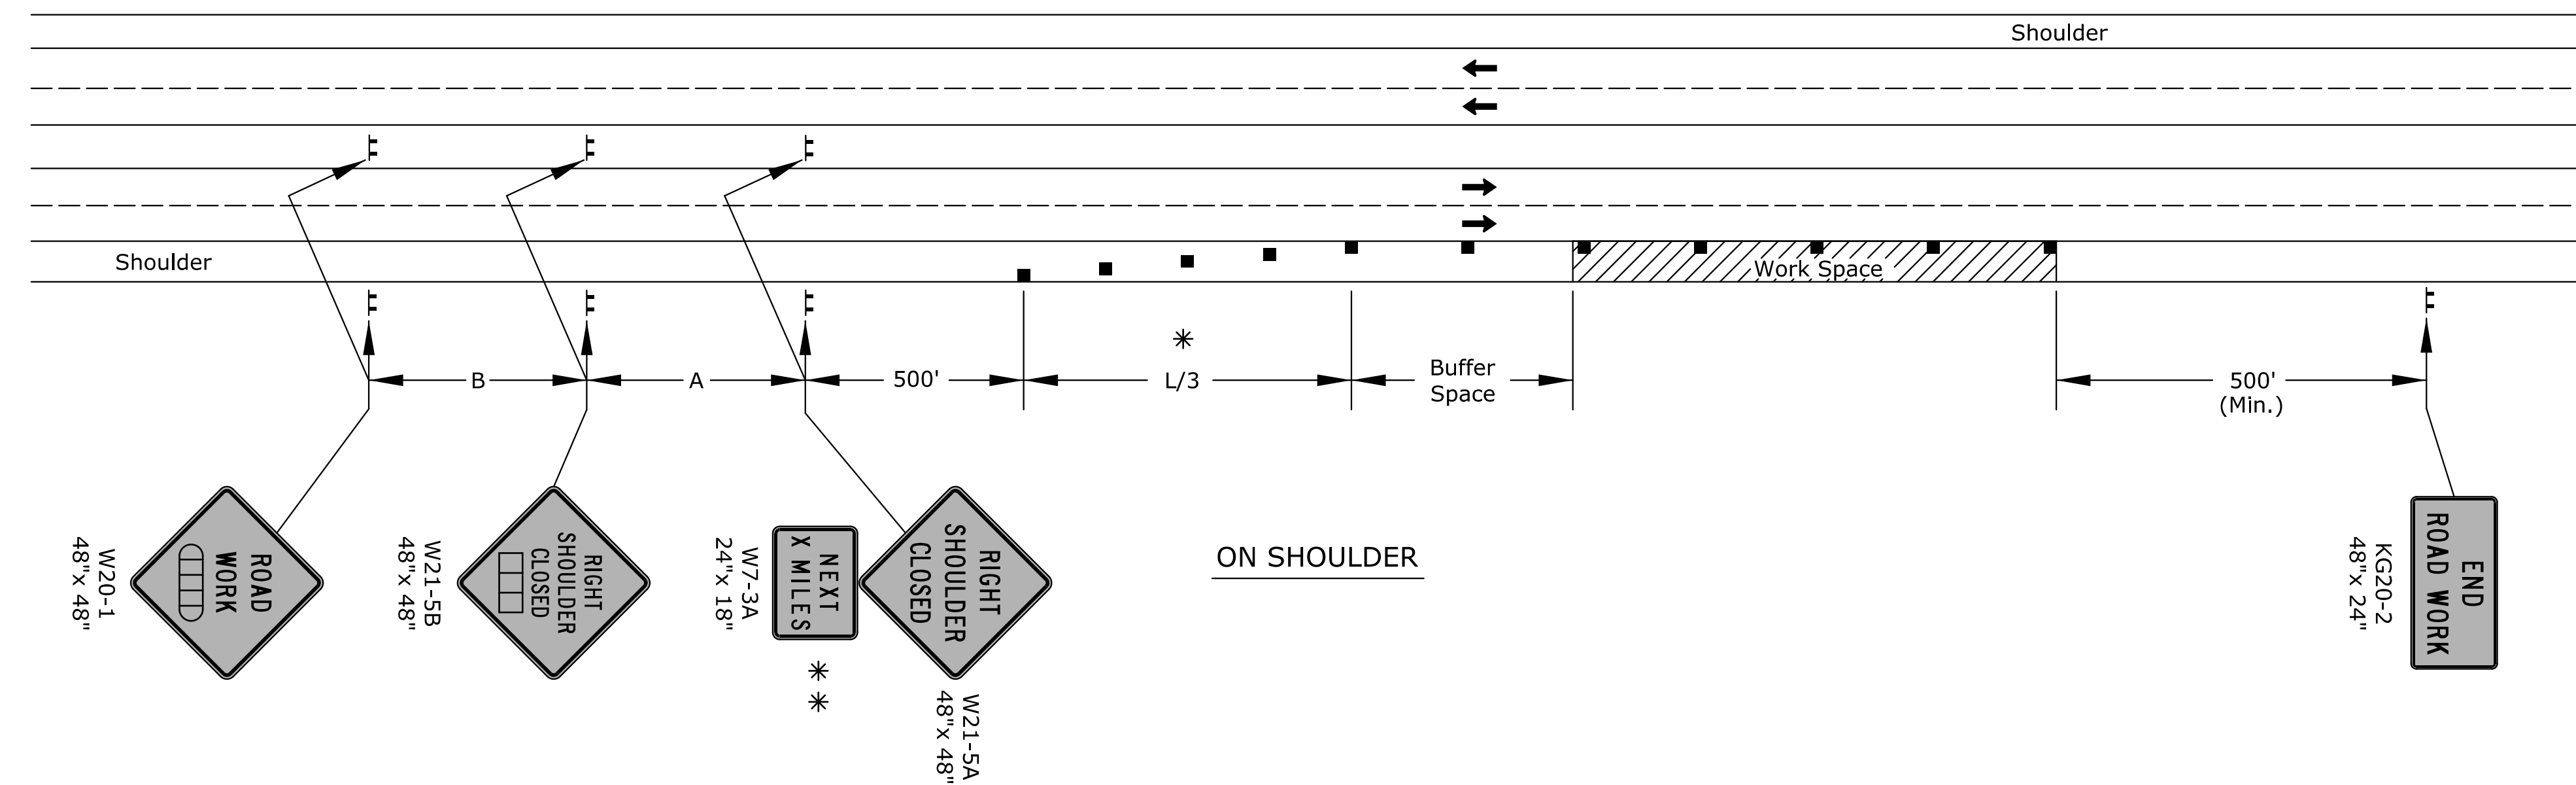 Shoulder
Shoulder
Work Space
*
B
A
500'
L/3
Buffer
Space
500'
(Min.)
ROAD
WORK
W20-1
48"x 48"
RIGHT
SHOULDER
CLOSED
W21-5B
48"x 48"
NEXT
X MILES
W7-3A
24"x 18"
*
*
RIGHT
SHOULDER
CLOSED
W21-5A
48"x 48"
ON SHOULDER
END
ROAD WORK
KG20-2
48"x 24"